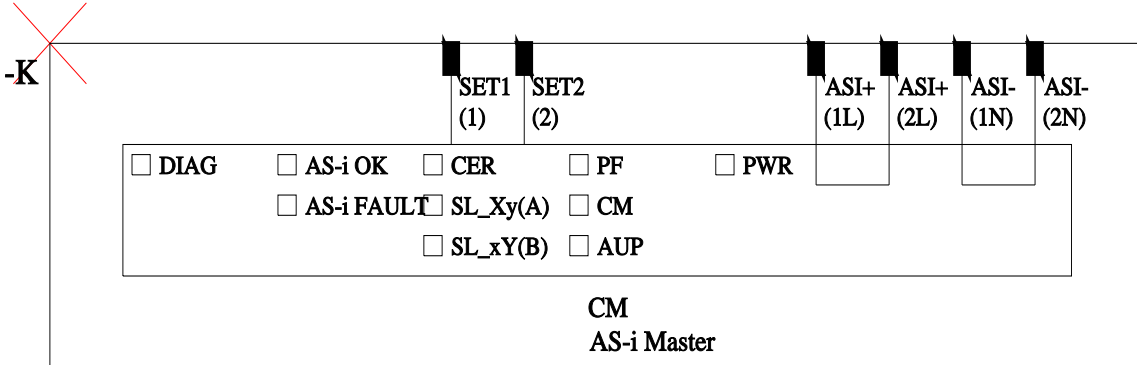 -K
SET1 SET2 ASI+ ASI+ ASI- ASI-
(1) (2) (1L) (2L) (1N) (2N)
DIAG AS-i OK CER PF PWR
AS-i FAULT SL_Xy(A) CM
SL_xY(B) AUP
CM
AS-i Master